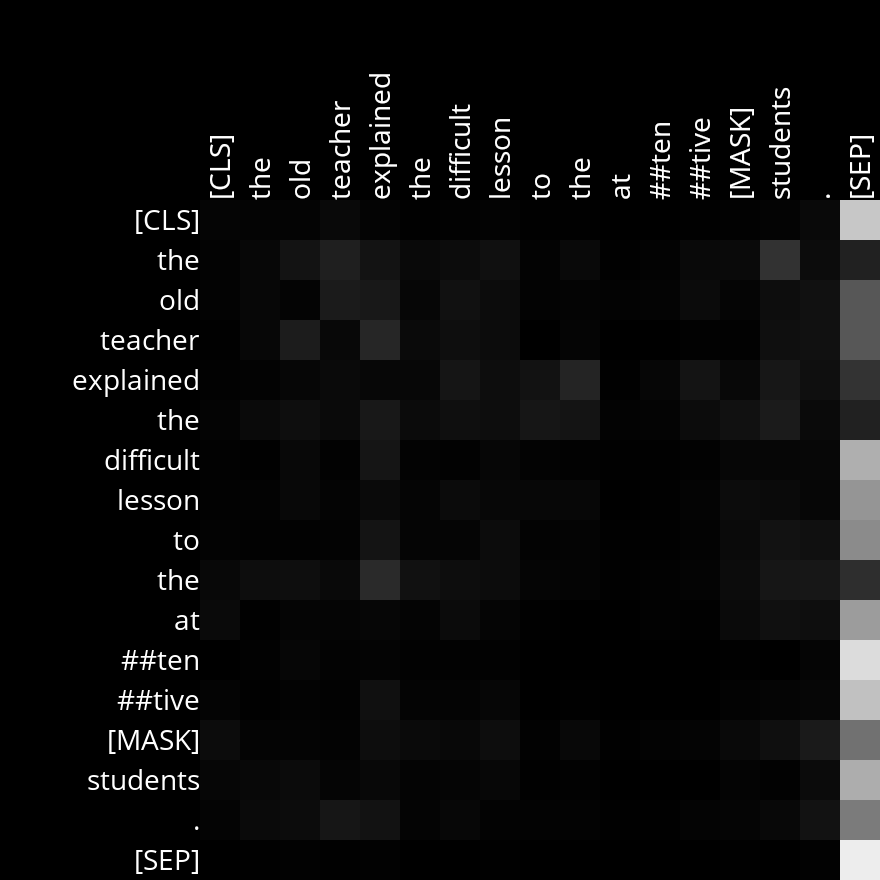 [CLS] the old teacher explained the difficult lesson to the at ##ten ##tive [MASK] students . [SEP]
[CLS]
the
old
teacher
explained
the
difficult
lesson
to
the
at
##ten
##tive
[MASK]
students
.
[SEP]